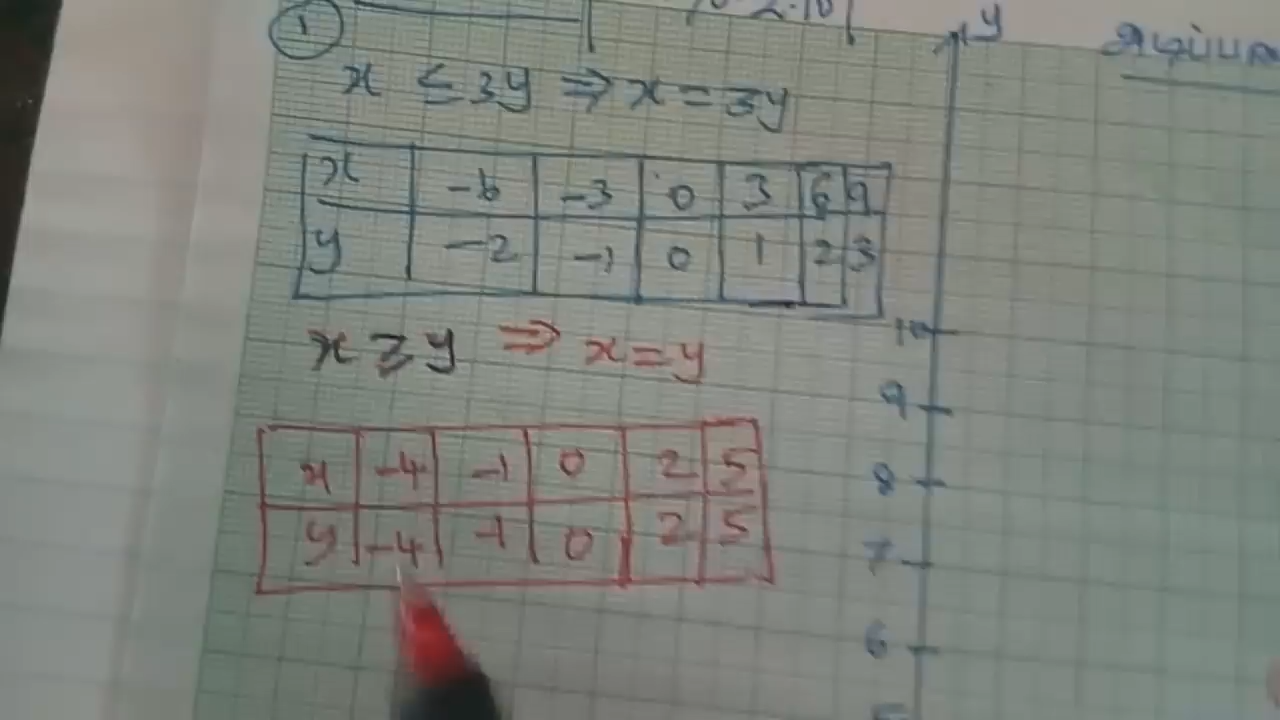 1
x ≤ 3y ⇒ x = 3y
x -6 -3 0 3 6 9
y -2 -1 0 1 2 3
x ≥ y ⇒ x = y
x -4 -1 0 2 5
y -4 -1 0 2 5
y
10
9
8
7
6